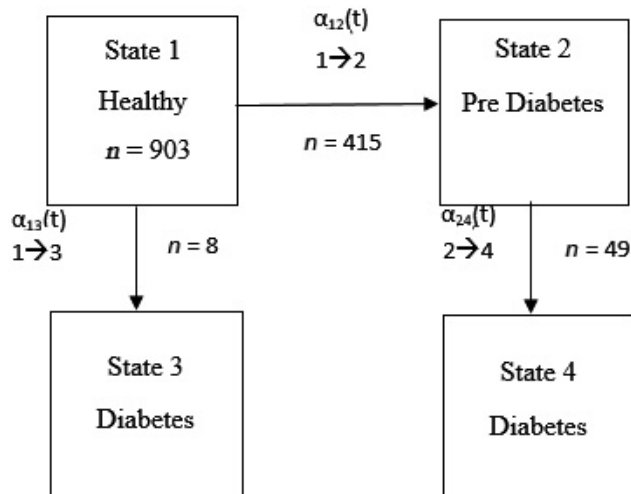 α₁₂(t)
1→2
State 1
Healthy
n = 903
n = 415
State 2
Pre Diabetes
α₁₃(t)
1→3
n = 8
α₂₄(t)
2→4
n = 49
State 3
Diabetes
State 4
Diabetes